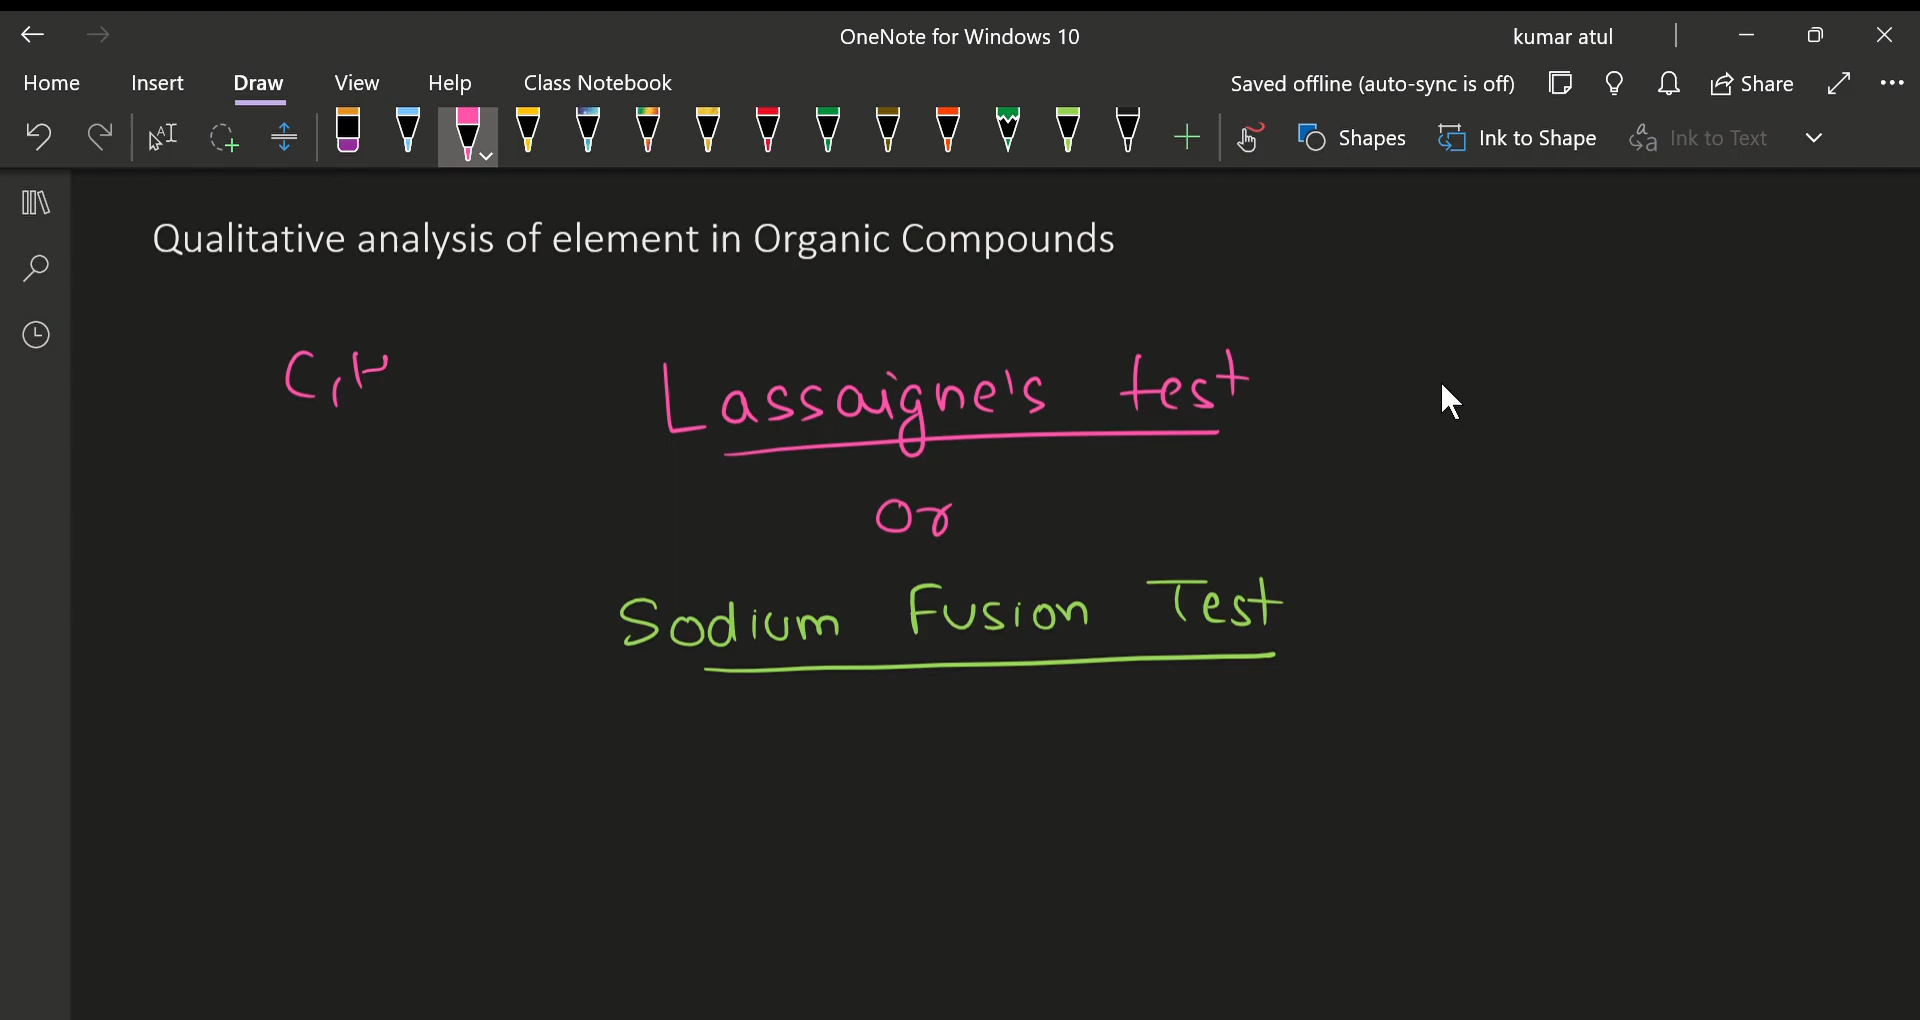 OneNote for Windows 10
kumar atul
Home Insert Draw View Help Class Notebook
Saved offline (auto-sync is off) Share
Shapes Ink to Shape Ink to Text
Qualitative analysis of element in Organic Compounds
C, H
Lassaigne's test
Or
Sodium Fusion Test